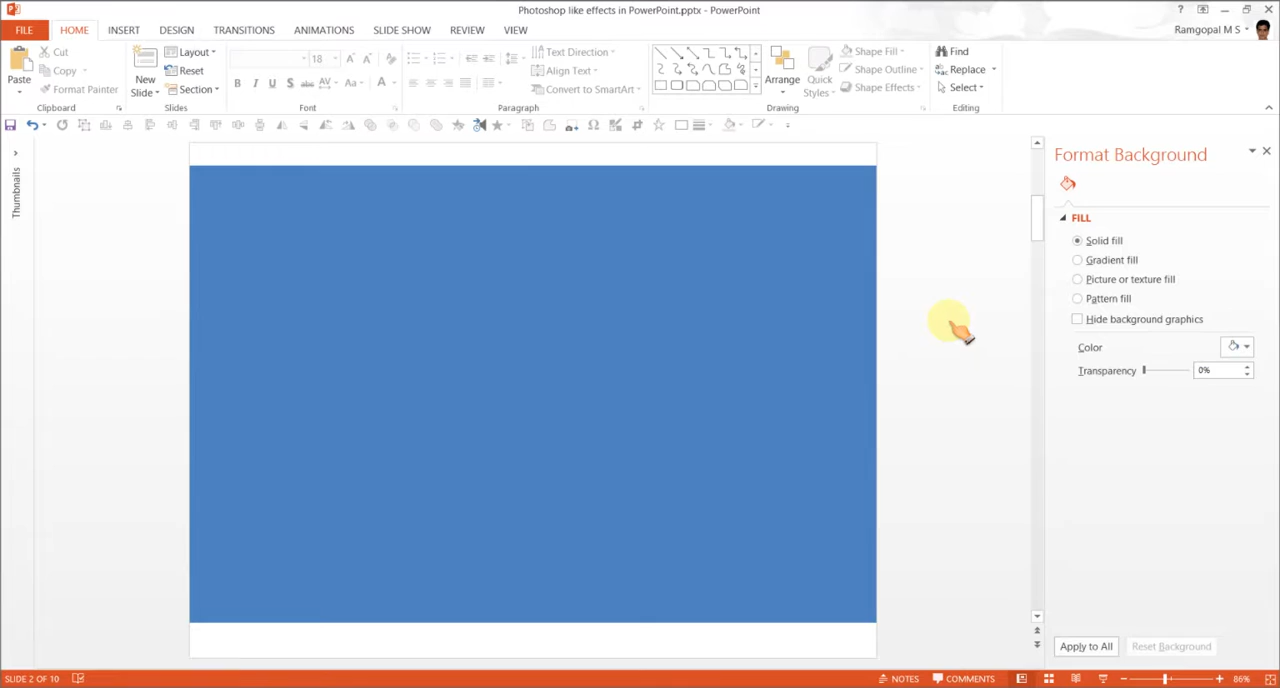 Photoshop like effects in PowerPoint.pptx - PowerPoint
FILE HOME INSERT DESIGN TRANSITIONS ANIMATIONS SLIDE SHOW REVIEW VIEW Ramgopal M S
Paste Cut Copy Format Painter
Clipboard
New Slide Layout Reset Section
Slides
18
B I U S abc AV Aa A
Font
Text Direction
Align Text
Convert to SmartArt
Paragraph
Arrange
Quick Styles
Shape Fill
Shape Outline
Shape Effects
Drawing
Find
Replace
Select
Editing
Thumbnails
Format Background
FILL
Solid fill
Gradient fill
Picture or texture fill
Pattern fill
Hide background graphics
Color
Transparency 0%
Apply to All Reset Background
SLIDE 2 OF 10 NOTES COMMENTS 86%